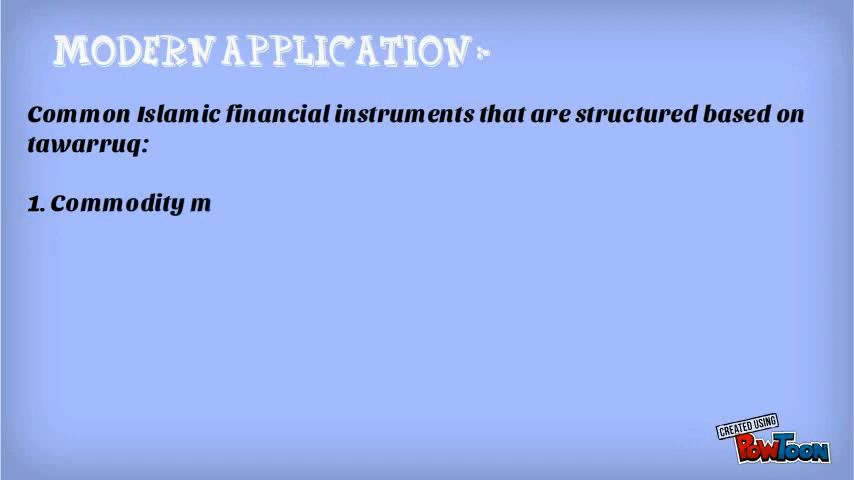 MODERN APPLICATION :-
Common Islamic financial instruments that are structured based on
tawarruq:
1. Commodity m
CREATED USING
POWTOON